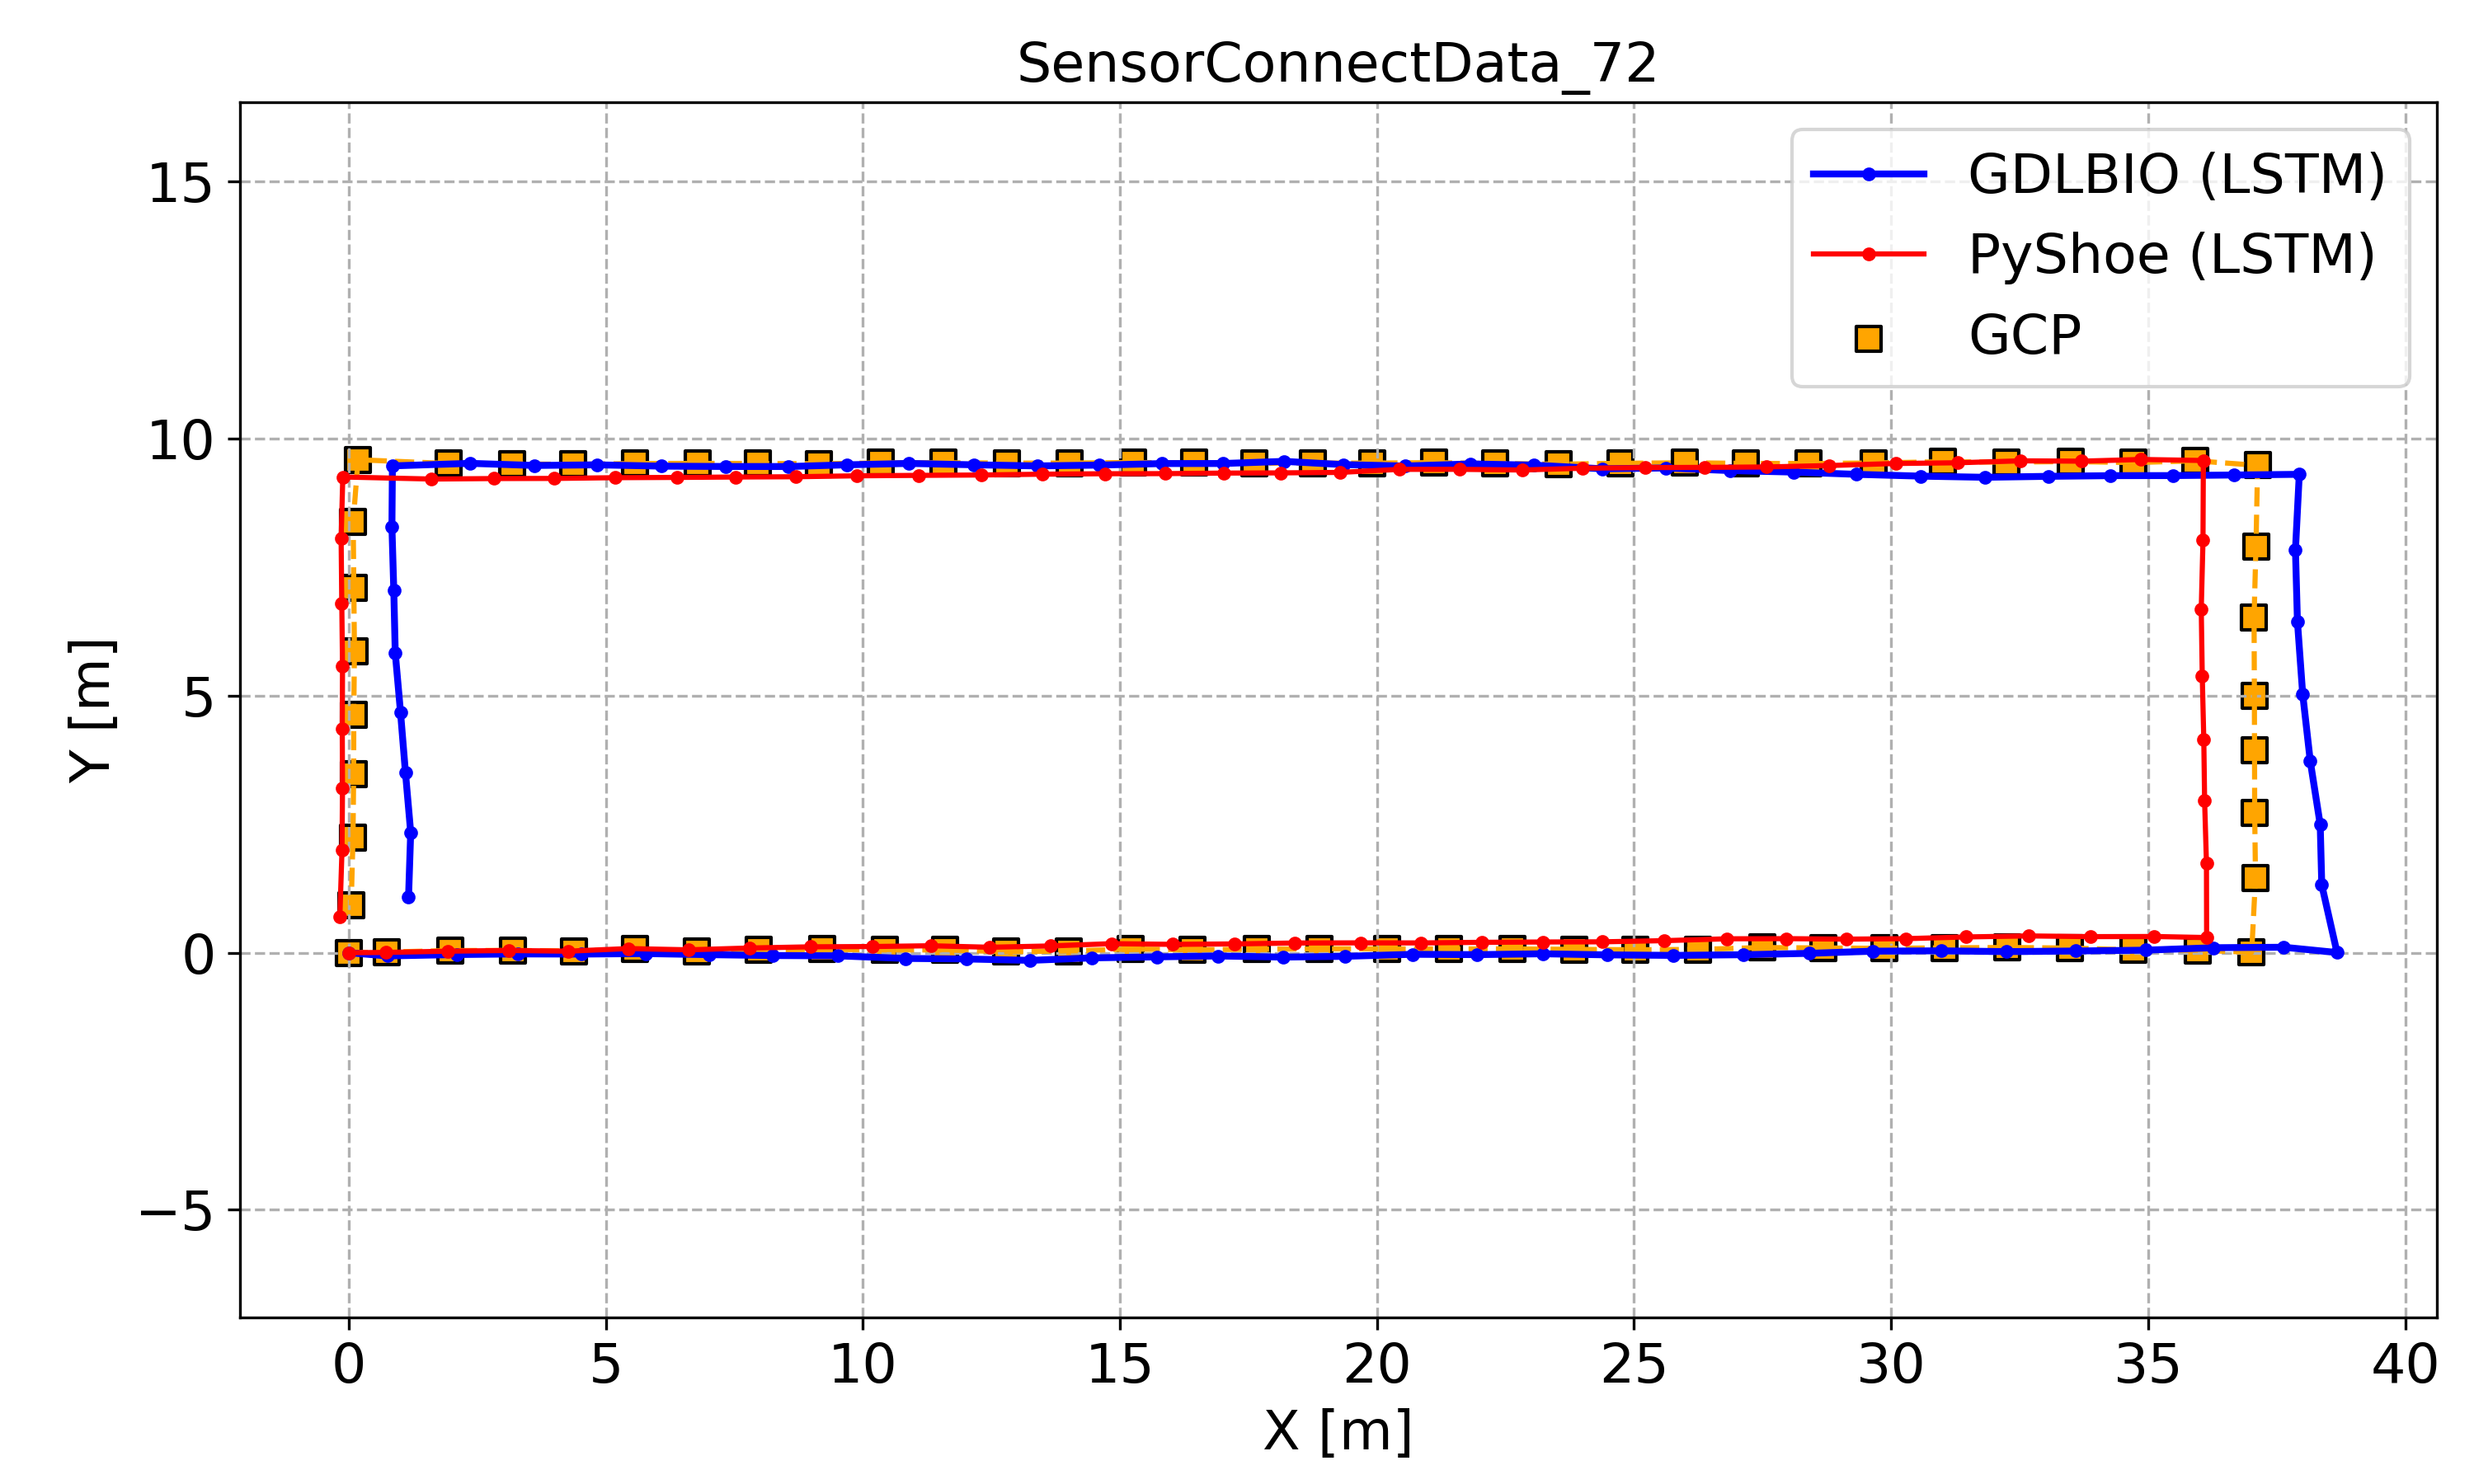 SensorConnectData_72
GDLBIO (LSTM)
PyShoe (LSTM)
GCP
15
10
5
0
−5
Y [m]
0 5 10 15 20 25 30 35 40
X [m]